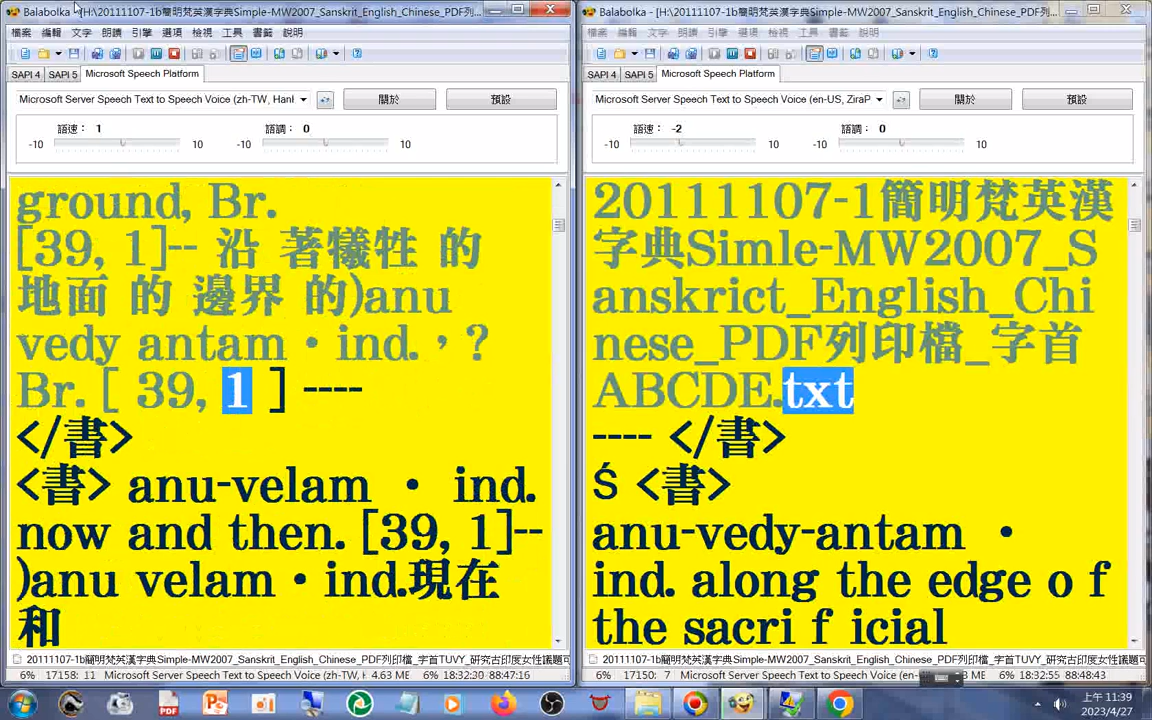 Balabolka - [H:\20111107-1b簡明梵英漢字典Simple-MW2007_Sanskrit_English_Chinese_PDF列...
檔案 編輯 文字 朗讀 引擎 選項 檢視 工具 書籤 說明
SAPI 4 SAPI 5 Microsoft Speech Platform
Microsoft Server Speech Text to Speech Voice (zh-TW, Hanl 關於 預設
語速： 1 語調： 0
-10 10 -10 10
ground, Br.
[39, 1]-- 沿 著犧牲 的
地面 的 邊界 的)anu
vedy antam・ind.，?
Br. [ 39, 1 ] ----
</書>
<書> anu-velam ・ ind.
now and then. [39, 1]--
)anu velam・ind.現在
和
20111107-1b簡明梵英漢字典Simple-MW2007_Sanskrit_English_Chinese_PDF列印檔_字首TUVY_研究古印度女性議題可
6% 17158: 11 Microsoft Server Speech Text to Speech Voice (zh-TW, H 4.63 ME 6% 18:32:30 88:47:16
Balabolka - [H:\20111107-1b簡明梵英漢字典Simple-MW2007_Sanskrit_English_Chinese_PDF列...
檔案 編輯 文字 朗讀 引擎 選項 檢視 工具 書籤 說明
SAPI 4 SAPI 5 Microsoft Speech Platform
Microsoft Server Speech Text to Speech Voice (en-US, ZiraP 關於 預設
語速： -2 語調： 0
-10 10 -10 10
20111107-1簡明梵英漢
字典Simle-MW2007_S
anskrict_English_Chi
nese_PDF列印檔_字首
ABCDE.txt
---- </書>
Ś <書>
anu-vedy-antam ・
ind. along the edge o f
the sacri f icial
20111107-1b簡明梵英漢字典Simple-MW2007_Sanskrit_English_Chinese_PDF列印檔_字首TUVY_研究古印度女性議題可
6% 17150: 7 Microsoft Server Speech Text to Speech Voice (en-US, Z 4.63 ME 6% 18:32:55 88:48:43
上午 11:39
2023/4/27